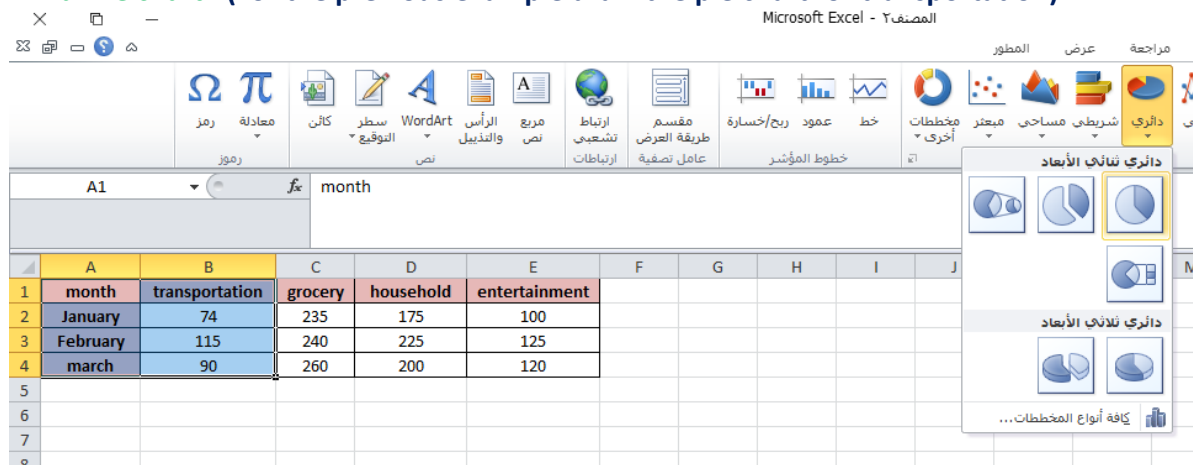 Microsoft Excel - المصنف٢
مراجعة عرض المطور
دائري شريطي مساحي مبعثر مخططات أخرى خط عمود ربح/خسارة مقسم طريقة العرض ارتباط تشعبي مربع نص الرأس والتذييل WordArt سطر التوقيع كائن معادلة رمز
خطوط المؤشر عامل تصفية ارتباطات نص رموز
دائري ثنائي الأبعاد
دائري ثلاثي الأبعاد
كافة أنواع المخططات...
A1 fx month
A B C D E F G H I J M
1 month transportation grocery household entertainment
2 January 74 235 175 100
3 February 115 240 225 125
4 march 90 260 200 120
5
6
7